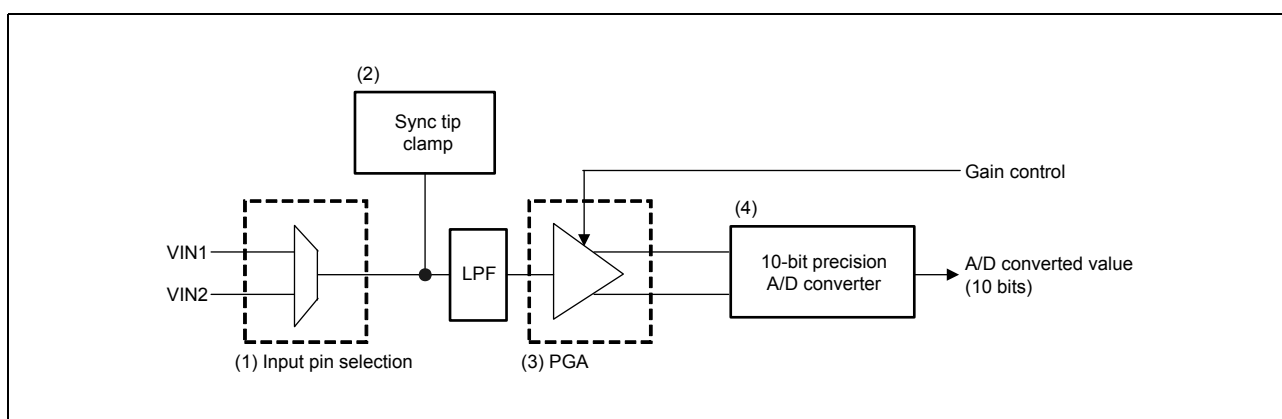 (2)
Sync tip
clamp
Gain control
(4)
VIN1
VIN2
LPF
10-bit precision
A/D converter
A/D converted value
(10 bits)
(1) Input pin selection
(3) PGA